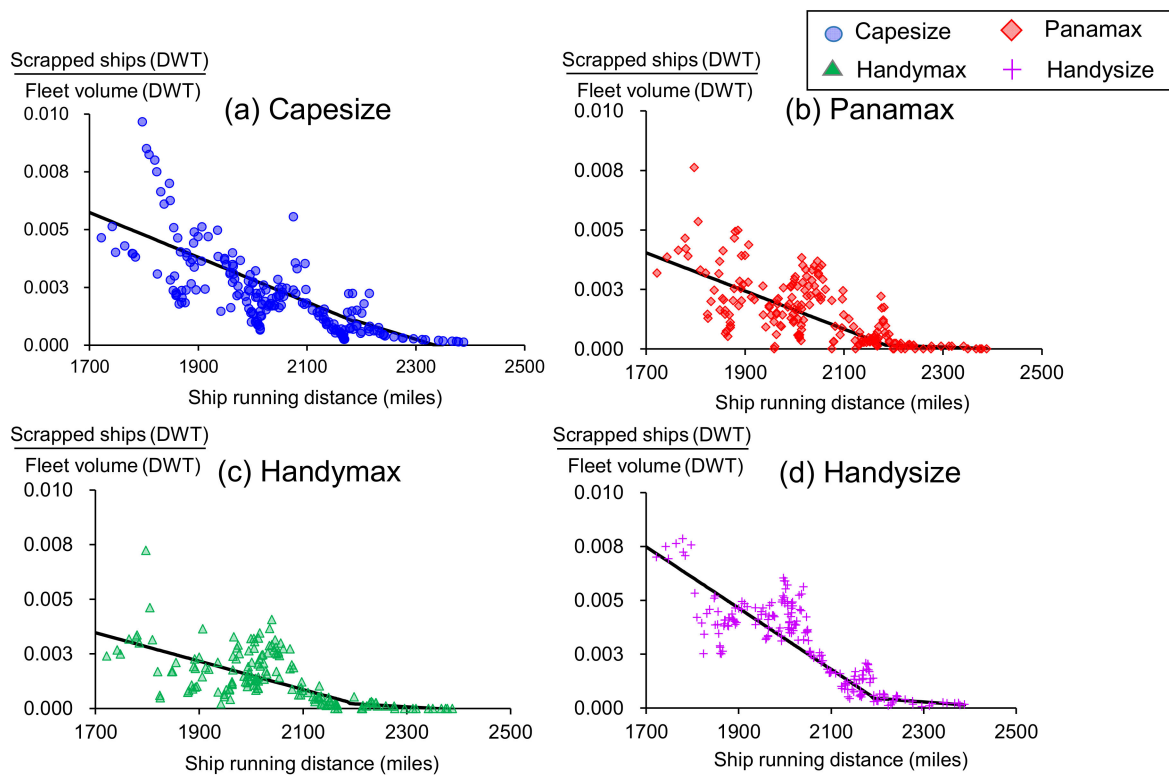 Capesize
Panamax
Handymax
Handysize
Scrapped ships (DWT)
Fleet volume (DWT)
(a) Capesize
0.010
0.008
0.005
0.003
0.000
1700 1900 2100 2300 2500
Ship running distance (miles)
Scrapped ships (DWT)
Fleet volume (DWT)
(b) Panamax
0.010
0.008
0.005
0.003
0.000
1700 1900 2100 2300 2500
Ship running distance (miles)
Scrapped ships (DWT)
Fleet volume (DWT)
(c) Handymax
0.010
0.008
0.005
0.003
0.000
1700 1900 2100 2300 2500
Ship running distance (miles)
Scrapped ships (DWT)
Fleet volume (DWT)
(d) Handysize
0.010
0.008
0.005
0.003
0.000
1700 1900 2100 2300 2500
Ship running distance (miles)